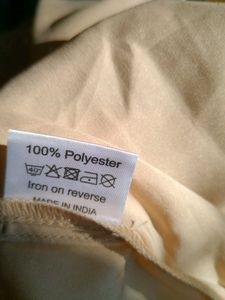 100% Polyester
40°
Iron on reverse
MADE IN INDIA